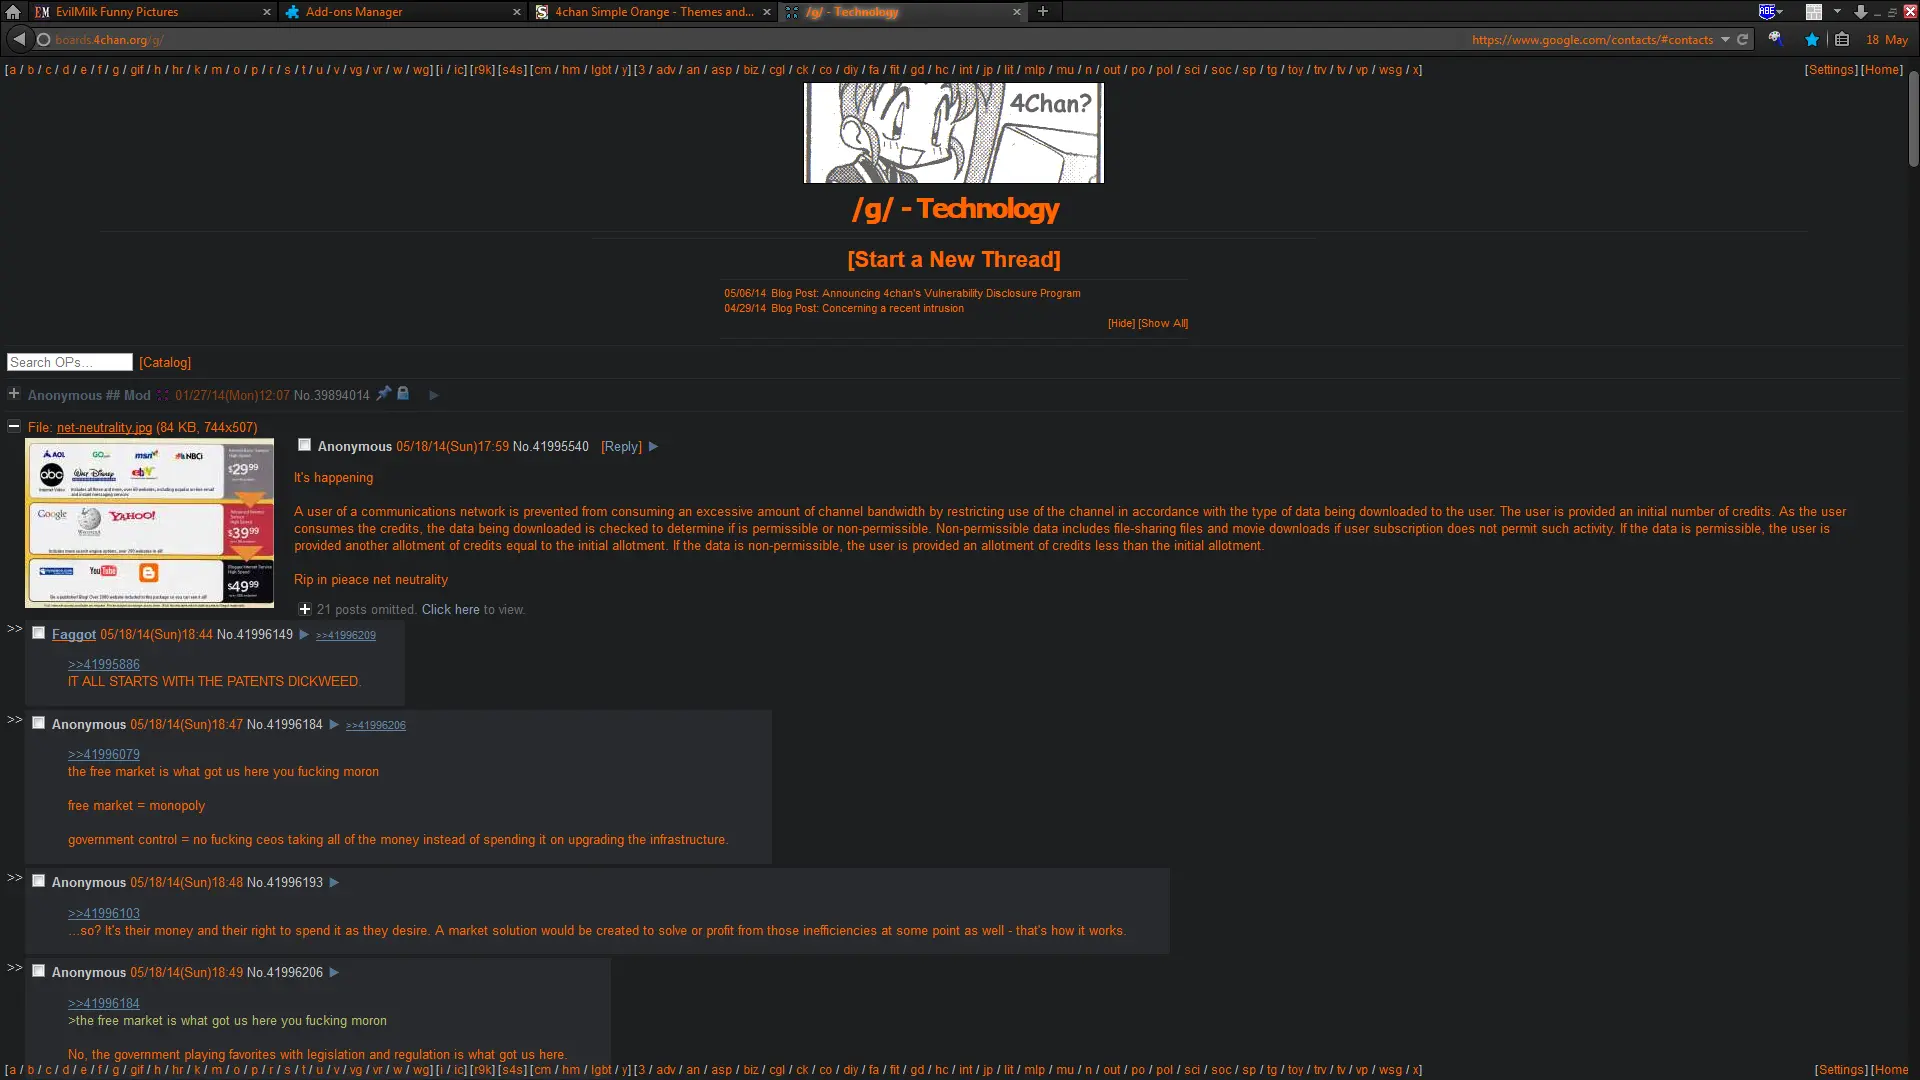 EM EvilMilk Funny Pictures
Add-ons Manager
4chan Simple Orange - Themes and...
/g/ - Technology
ABE
boards.4chan.org/g/
https://www.google.com/contacts/#contacts
18 May
[a / b / c / d / e / f / g / gif / h / hr / k / m / o / p / r / s / t / u / v / vg / vr / w / wg] [i / ic] [r9k] [s4s] [cm / hm / lgbt / y] [3 / adv / an / asp / biz / cgl / ck / co / diy / fa / fit / gd / hc / int / jp / lit / mlp / mu / n / out / po / pol / sci / soc / sp / tg / toy / trv / tv / vp / wsg / x]
[Settings] [Home]
4Chan?
/g/ - Technology
[Start a New Thread]
05/06/14 Blog Post: Announcing 4chan's Vulnerability Disclosure Program
04/29/14 Blog Post: Concerning a recent intrusion
[Hide] [Show All]
Search OPs...
[Catalog]
Anonymous ## Mod 01/27/14(Mon)12:07 No.39894014
File: net-neutrality.jpg (84 KB, 744x507)
AOL GO.com msn NBCi
abc Walt Disney ebY
$29.99
Google WIKIPEDIA YAHOO!
$39.99
YouTube
$49.99
Anonymous 05/18/14(Sun)17:59 No.41995540 [Reply]
It's happening
A user of a communications network is prevented from consuming an excessive amount of channel bandwidth by restricting use of the channel in accordance with the type of data being downloaded to the user. The user is provided an initial number of credits. As the user
consumes the credits, the data being downloaded is checked to determine if is permissible or non-permissible. Non-permissible data includes file-sharing files and movie downloads if user subscription does not permit such activity. If the data is permissible, the user is
provided another allotment of credits equal to the initial allotment. If the data is non-permissible, the user is provided an allotment of credits less than the initial allotment.
Rip in pieace net neutrality
21 posts omitted. Click here to view.
>> Faggot 05/18/14(Sun)18:44 No.41996149 >>41996209
>>41995886
IT ALL STARTS WITH THE PATENTS DICKWEED.
>> Anonymous 05/18/14(Sun)18:47 No.41996184 >>41996206
>>41996079
the free market is what got us here you fucking moron
free market = monopoly
government control = no fucking ceos taking all of the money instead of spending it on upgrading the infrastructure.
>> Anonymous 05/18/14(Sun)18:48 No.41996193
>>41996103
...so? It's their money and their right to spend it as they desire. A market solution would be created to solve or profit from those inefficiencies at some point as well - that's how it works.
>> Anonymous 05/18/14(Sun)18:49 No.41996206
>>41996184
>the free market is what got us here you fucking moron
No, the government playing favorites with legislation and regulation is what got us here.
[a / b / c / d / e / f / g / gif / h / hr / k / m / o / p / r / s / t / u / v / vg / vr / w / wg] [i / ic] [r9k] [s4s] [cm / hm / lgbt / y] [3 / adv / an / asp / biz / cgl / ck / co / diy / fa / fit / gd / hc / int / jp / lit / mlp / mu / n / out / po / pol / sci / soc / sp / tg / toy / trv / tv / vp / wsg / x]
[Settings] [Home